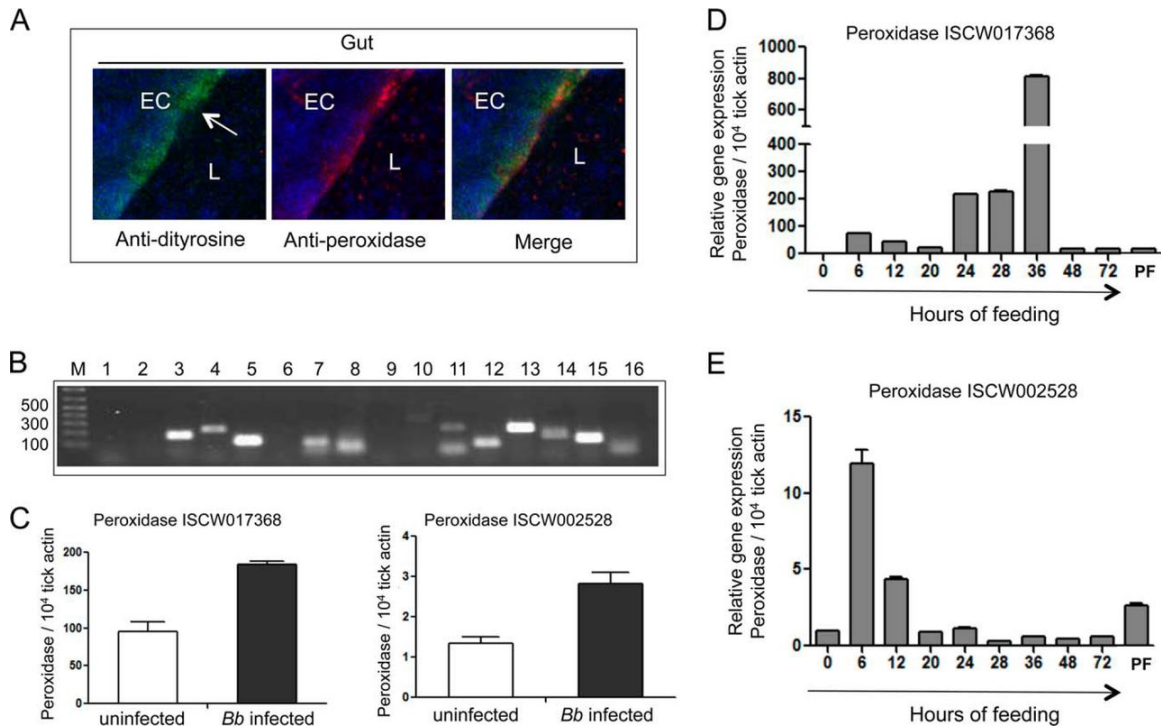 A
Gut
EC
L
EC
L
EC
L
Anti-dityrosine
Anti-peroxidase
Merge
B
M 1 2 3 4 5 6 7 8 9 10 11 12 13 14 15 16
500
300
100
C
Peroxidase ISCW017368
Peroxidase / 10⁴ tick actin
200
150
100
50
0
uninfected
Bb infected
Peroxidase ISCW002528
Peroxidase / 10⁴ tick actin
4
3
2
1
0
uninfected
Bb infected
D
Peroxidase ISCW017368
Relative gene expression
Peroxidase / 10⁴ tick actin
1000
800
600
400
400
300
200
100
0
0 6 12 20 24 28 36 48 72 PF
Hours of feeding
E
Peroxidase ISCW002528
Relative gene expression
Peroxidase / 10⁴ tick actin
15
10
5
0
0 6 12 20 24 28 36 48 72 PF
Hours of feeding